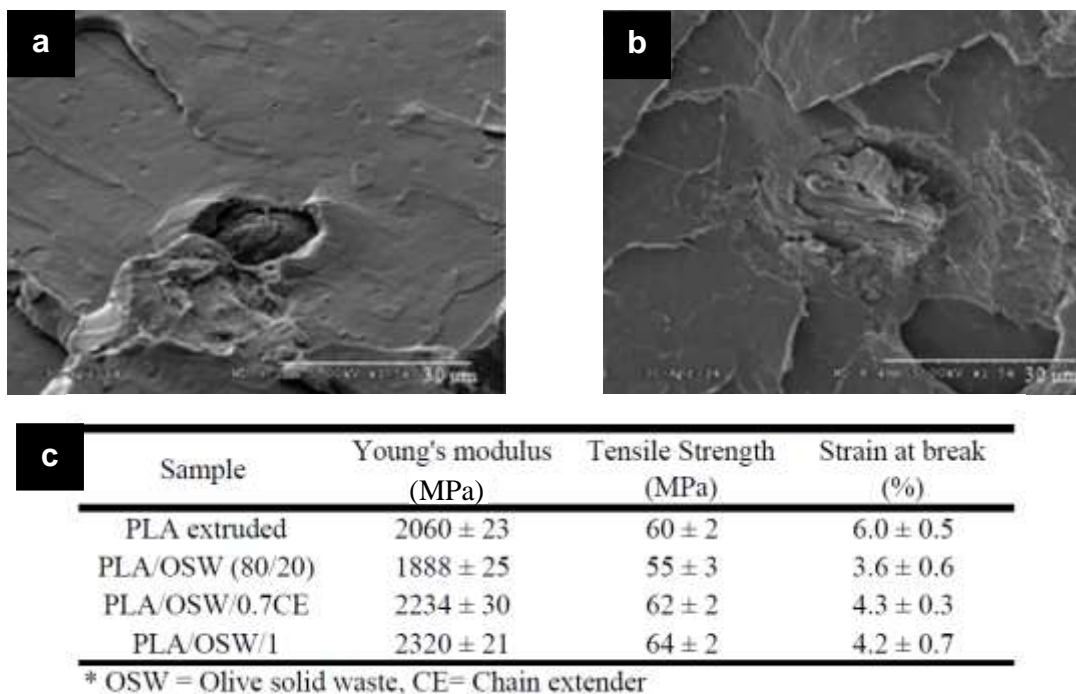 a
b
30 µm
30 µm
c
Sample Young's modulus (MPa) Tensile Strength (MPa) Strain at break (%)
PLA extruded 2060 ± 23 60 ± 2 6.0 ± 0.5
PLA/OSW (80/20) 1888 ± 25 55 ± 3 3.6 ± 0.6
PLA/OSW/0.7CE 2234 ± 30 62 ± 2 4.3 ± 0.3
PLA/OSW/1 2320 ± 21 64 ± 2 4.2 ± 0.7
* OSW = Olive solid waste, CE= Chain extender